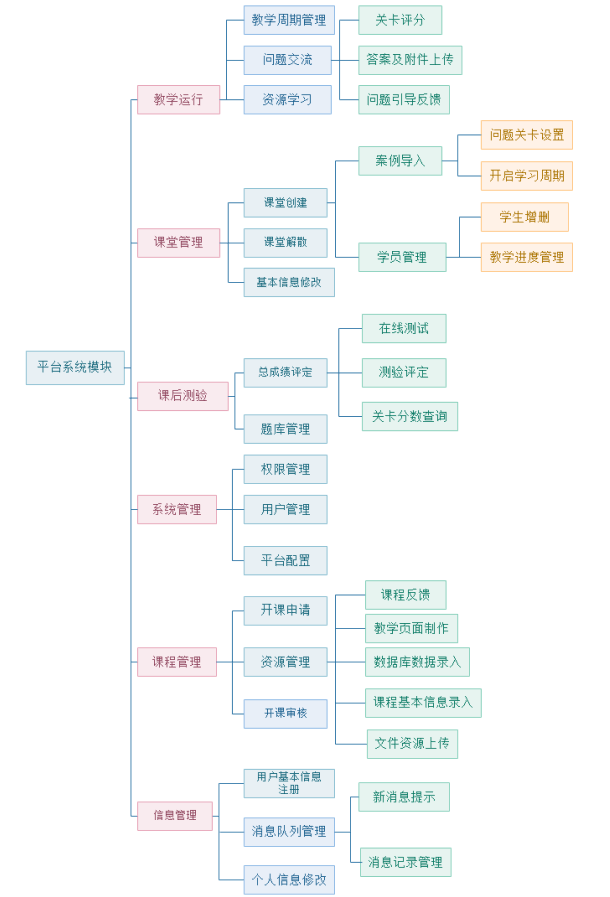 平台系统模块
教学运行
教学周期管理
问题交流
资源学习
关卡评分
答案及附件上传
问题引导反馈
课堂管理
课堂创建
课堂解散
基本信息修改
案例导入
问题关卡设置
开启学习周期
学员管理
学生增删
教学进度管理
课后测验
总成绩评定
题库管理
在线测试
测验评定
关卡分数查询
系统管理
权限管理
用户管理
平台配置
课程管理
开课申请
资源管理
开课审核
课程反馈
教学页面制作
数据库数据录入
课程基本信息录入
文件资源上传
信息管理
用户基本信息
注册
消息队列管理
个人信息修改
新消息提示
消息记录管理